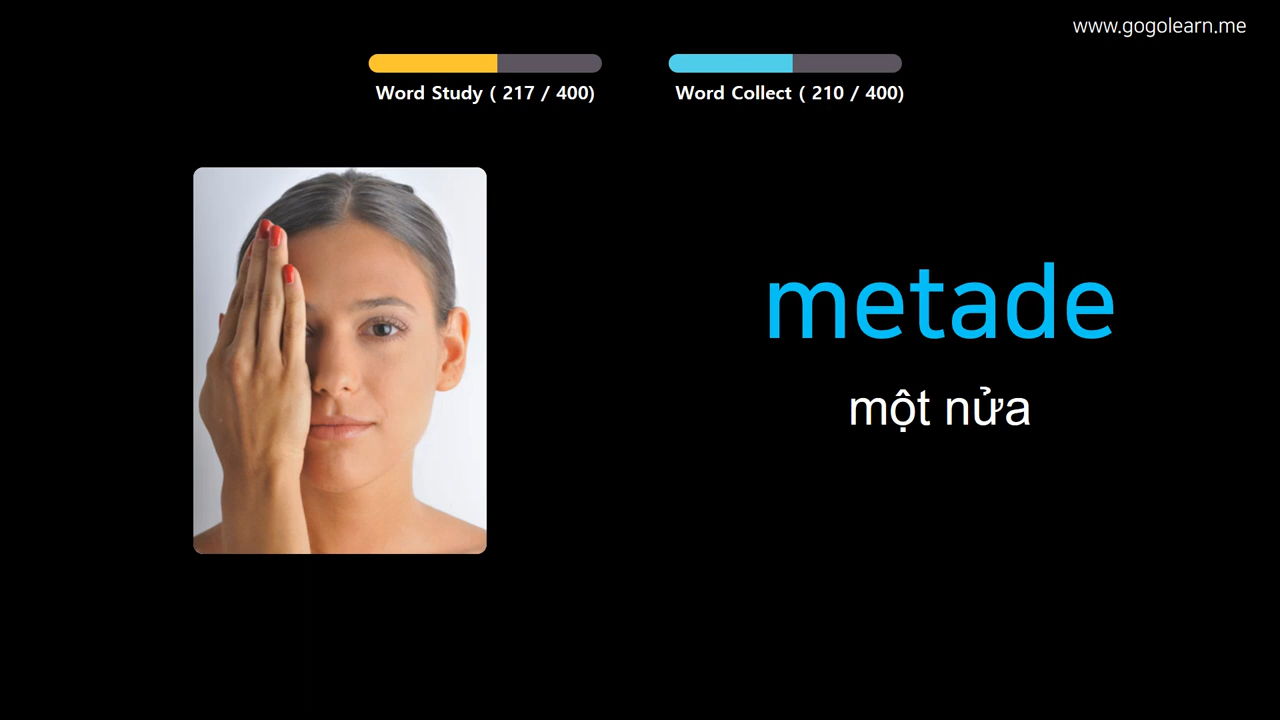 www.gogolearn.me
Word Study ( 217 / 400)
Word Collect ( 210 / 400)
metade
một nửa